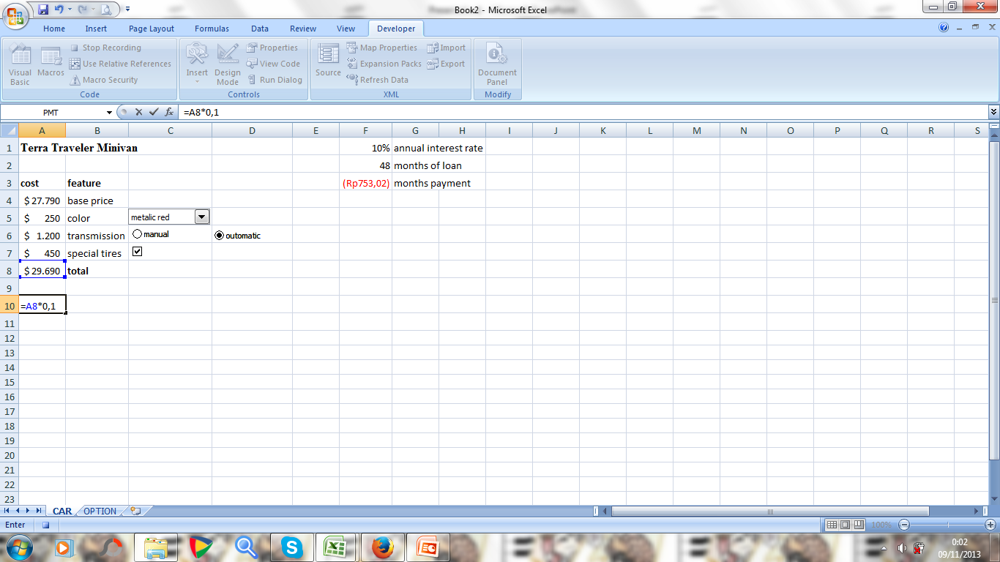 Book2 - Microsoft Excel
Home Insert Page Layout Formulas Data Review View Developer
Visual Basic
Macros
Stop Recording
Use Relative References
Macro Security
Code
Insert
Design Mode
Properties
View Code
Run Dialog
Controls
Source
Map Properties
Expansion Packs
Refresh Data
Import
Export
XML
Document Panel
Modify
PMT fx =A8*0,1
A B C D E F G H I J K L M N O P Q R S
1 Terra Traveler Minivan 10% annual interest rate
2 48 months of loan
3 cost feature (Rp753,02) months payment
4 $ 27.790 base price
5 $ 250 color metalic red
6 $ 1.200 transmission manual outomatic
7 $ 450 special tires
8 $ 29.690 total
9
10 =A8*0,1
11
12
13
14
15
16
17
18
19
20
21
22
23
CAR OPTION
Enter 100%
0:02
09/11/2013